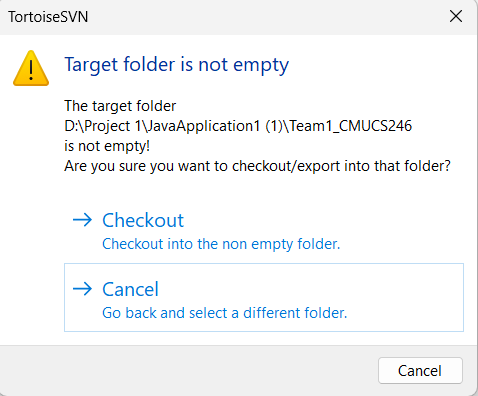 TortoiseSVN
Target folder is not empty
The target folder
D:\Project 1\JavaApplication1 (1)\Team1_CMUCS246
is not empty!
Are you sure you want to checkout/export into that folder?
Checkout
Checkout into the non empty folder.
Cancel
Go back and select a different folder.
Cancel